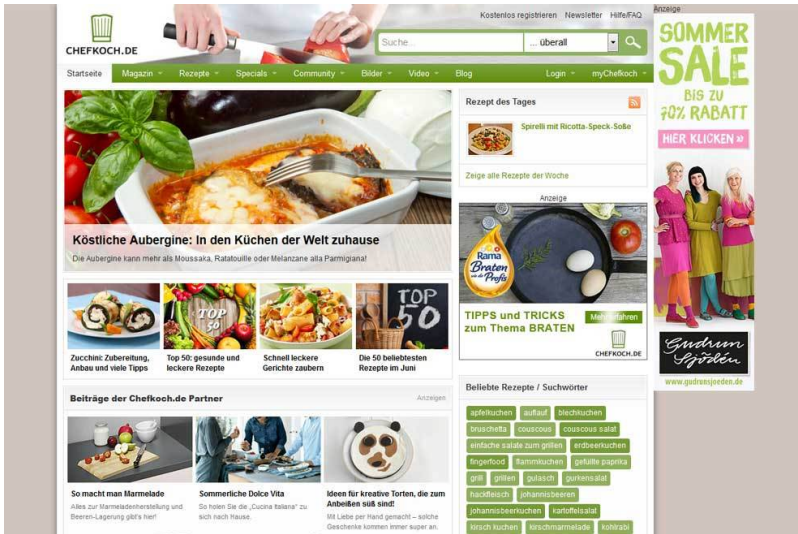 Kostenlos registrieren Newsletter Hilfe/FAQ
Anzeige
CHEFKOCH.DE
Suche...
... überall
Startseite Magazin Rezepte Specials Community Bilder Video Blog Login myChefkoch
SOMMER
SALE
BIS ZU
70% RABATT
HIER KLICKEN »
Gudrun
Sjödén
www.gudrunsjoeden.de
Köstliche Aubergine: In den Küchen der Welt zuhause
Die Aubergine kann mehr als Moussaka, Ratatouille oder Melanzane alla Parmigiana!
Rezept des Tages
Spirelli mit Ricotta-Speck-Soße
Zeige alle Rezepte der Woche
Anzeige
Rama
Braten
wie die
Profis
TIPPS und TRICKS
zum Thema BRATEN
Mehr erfahren
CHEFKOCH.DE
TOP
50
TOP
50
Zucchini: Zubereitung,
Anbau und viele Tipps
Top 50: gesunde und
leckere Rezepte
Schnell leckere
Gerichte zaubern
Die 50 beliebtesten
Rezepte im Juni
Beiträge der Chefkoch.de Partner
Anzeigen
So macht man Marmelade
Alles zur Marmeladenherstellung und
Beeren-Lagerung gibt's hier!
Sommerliche Dolce Vita
So holen Sie die „Cucina Italiana" zu
sich nach Hause.
Ideen für kreative Torten, die zum
Anbeißen süß sind!
Mit Liebe per Hand gemacht – solche
Geschenke kommen immer super an.
Beliebte Rezepte / Suchwörter
apfelkuchen auflauf blechkuchen
bruschetta couscous couscous salat
einfache salate zum grillen erdbeerkuchen
fingerfood flammkuchen gefüllte paprika
grill grillen gulasch gurkensalat
hackfleisch johannisbeeren
johannisbeerkuchen kartoffelsalat
kirsch kuchen kirschmarmelade kohlrabi